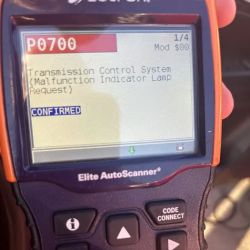 P0700
1/4
Mod $00
Transmission Control System
(Malfunction Indicator Lamp
Request)
CONFIRMED
Elite AutoScanner®
i
CODE
CONNECT